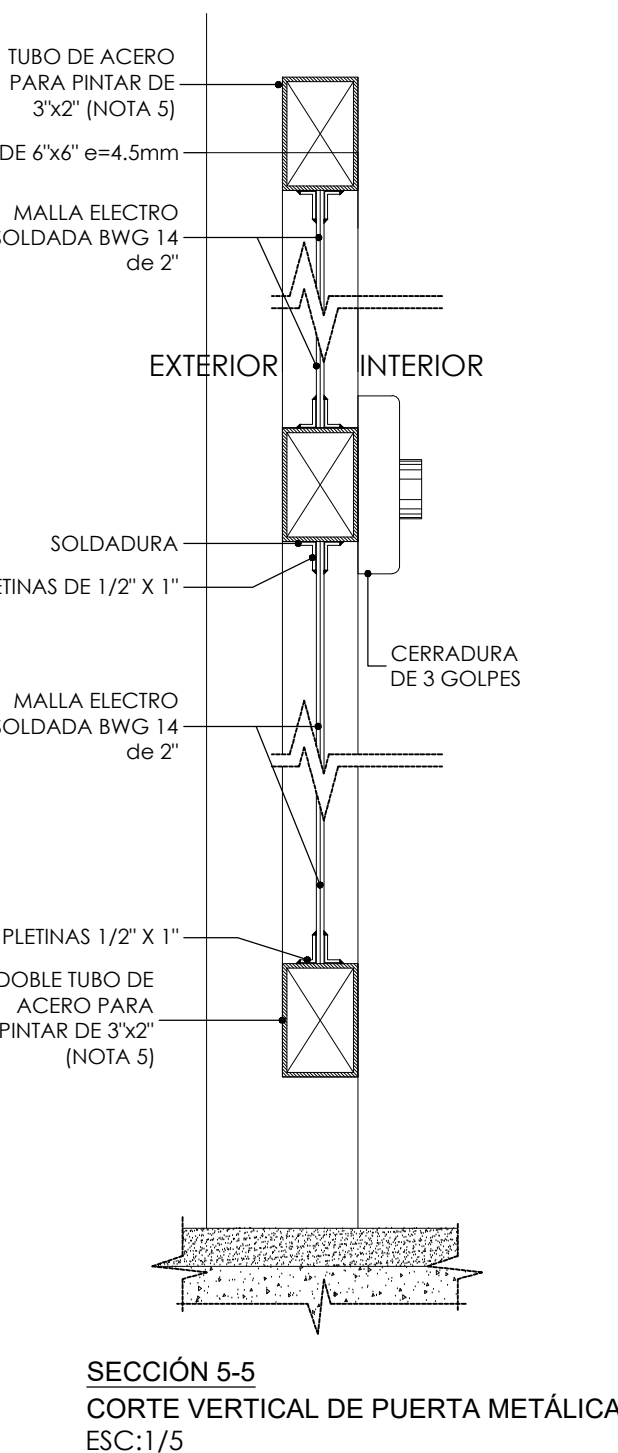 TUBO DE ACERO
PARA PINTAR DE
3"x2" (NOTA 5)
DE 6"x6" e=4.5mm
MALLA ELECTRO
SOLDADA BWG 14
de 2"
EXTERIOR
INTERIOR
SOLDADURA
ETINAS DE 1/2" X 1"
CERRADURA
DE 3 GOLPES
MALLA ELECTRO
SOLDADA BWG 14
de 2"
PLETINAS 1/2" X 1"
DOBLE TUBO DE
ACERO PARA
PINTAR DE 3"x2"
(NOTA 5)
SECCIÓN 5-5
CORTE VERTICAL DE PUERTA METÁLICA
ESC:1/5